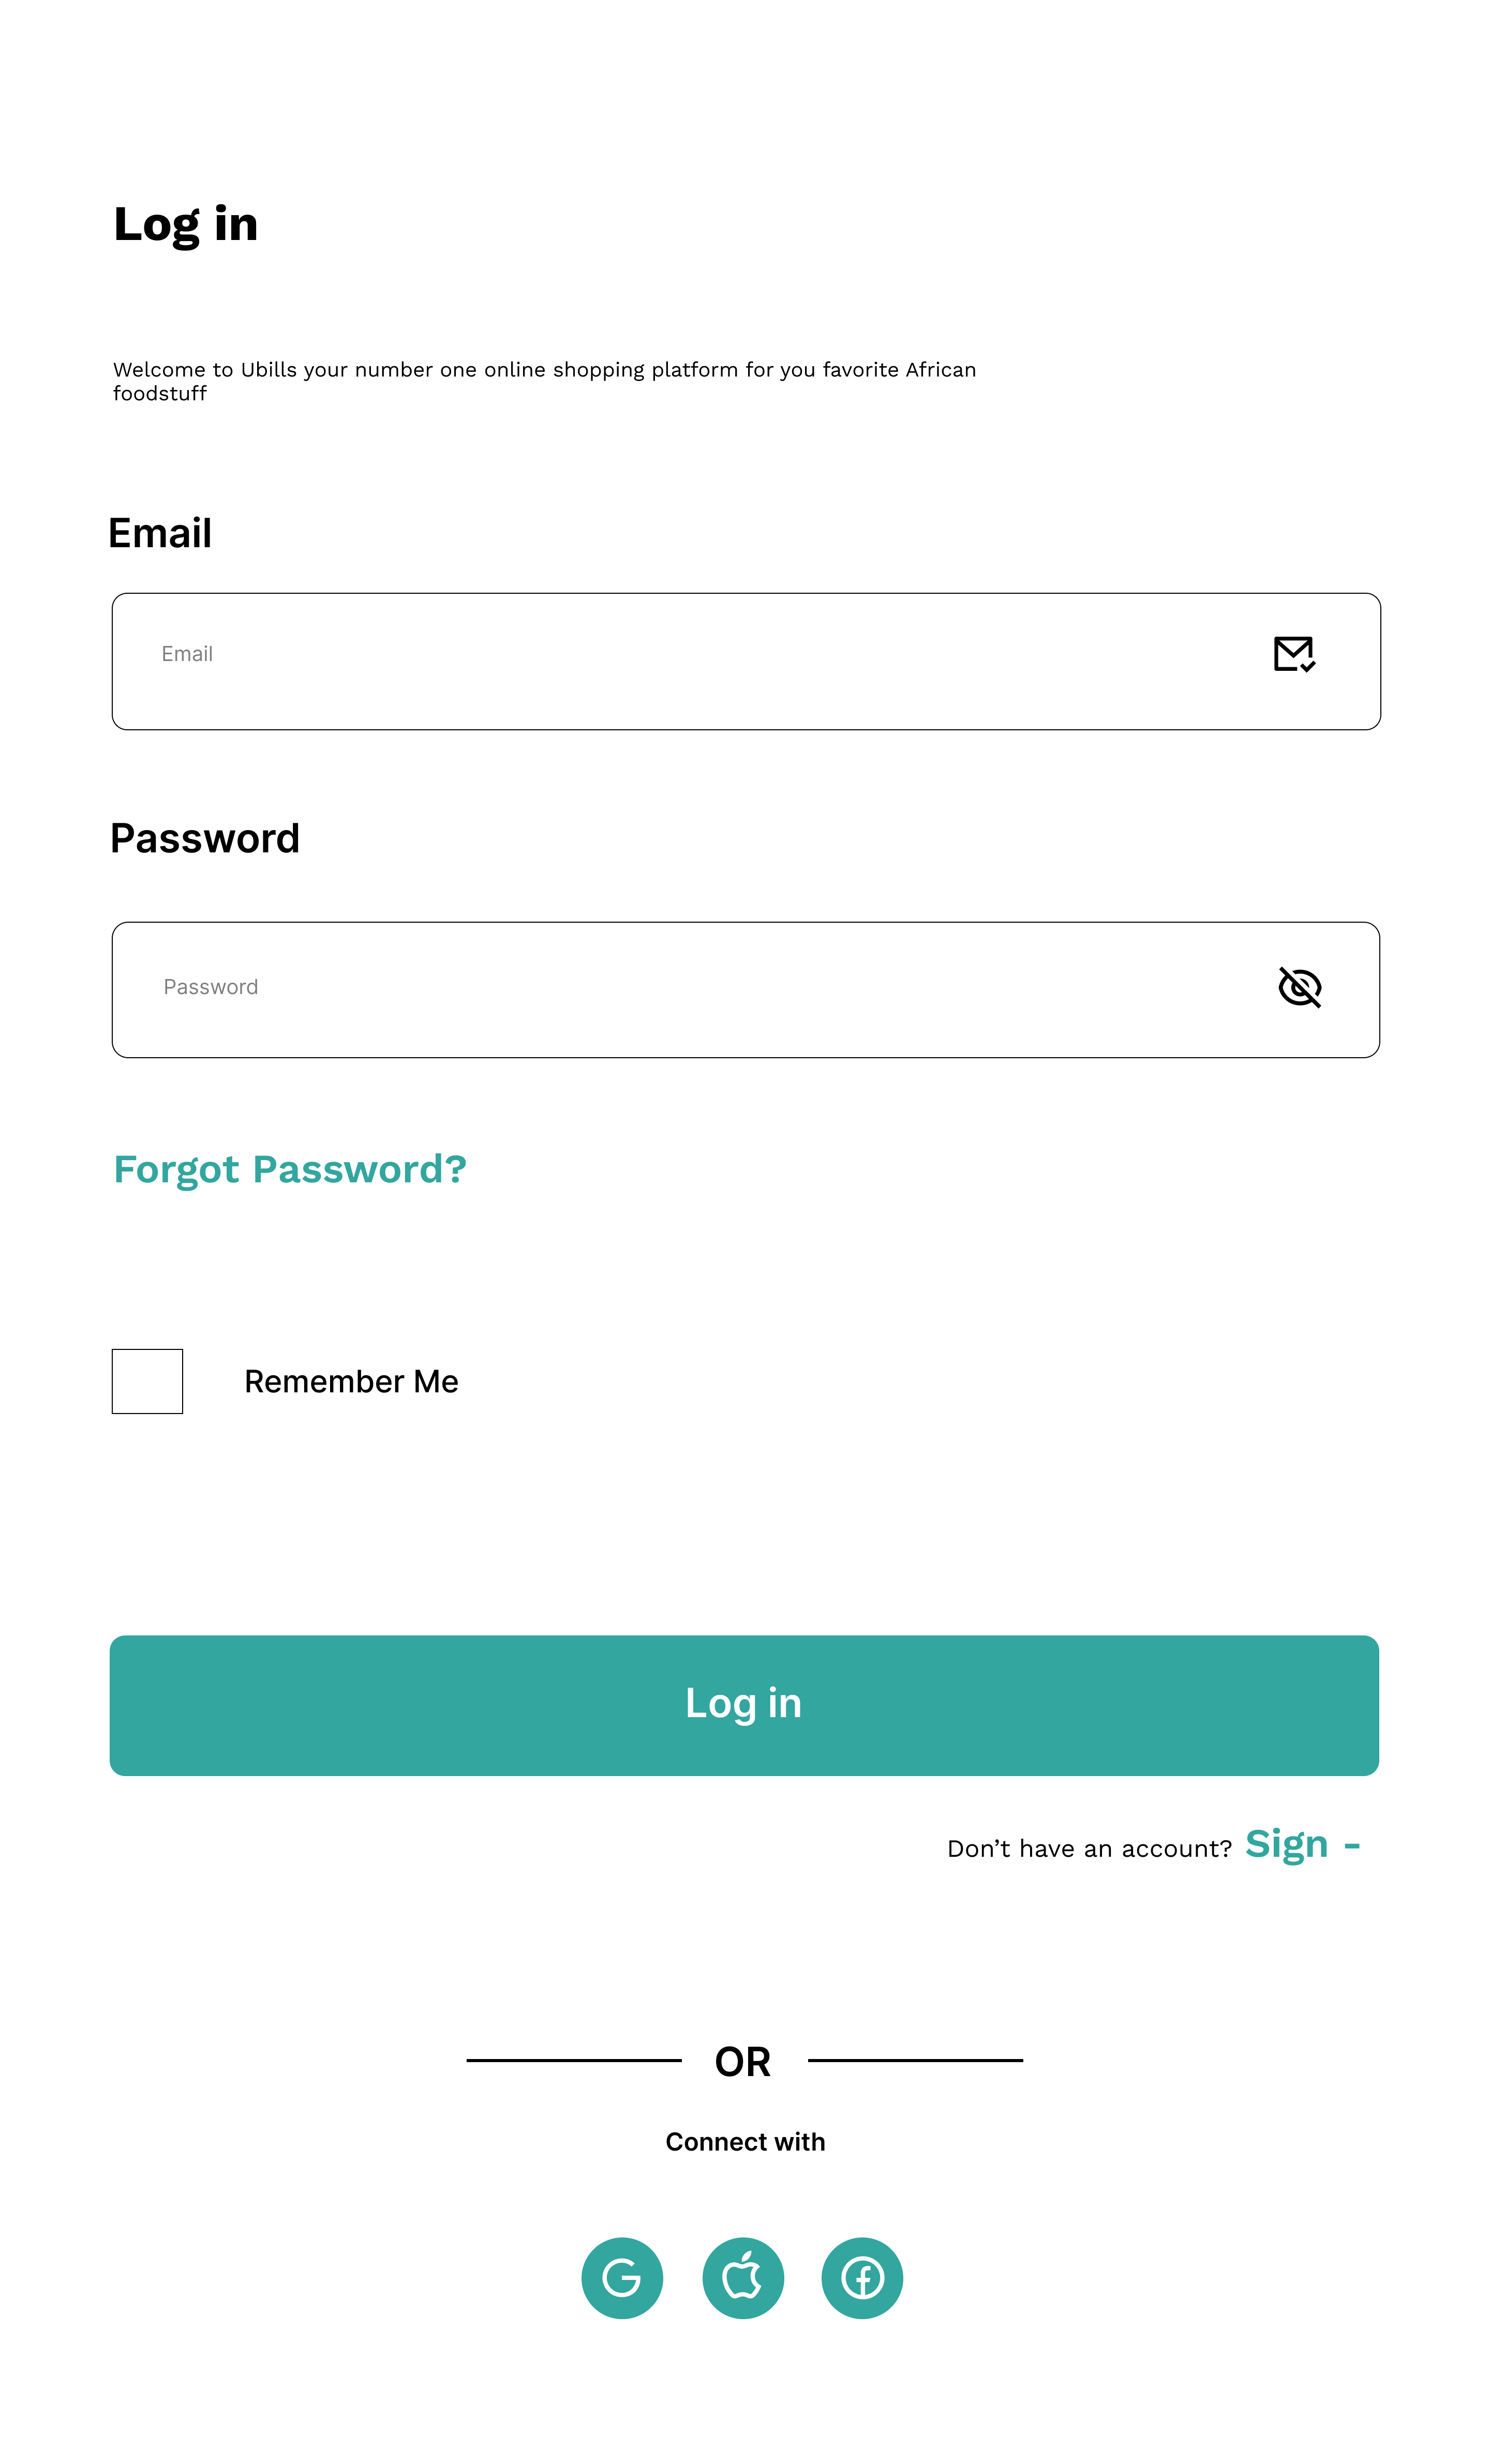 Log in
Welcome to Ubills your number one online shopping platform for you favorite African
foodstuff
Email
Email
Password
Password
Forgot Password?
Remember Me
Log in
Don’t have an account? Sign -
OR
Connect with